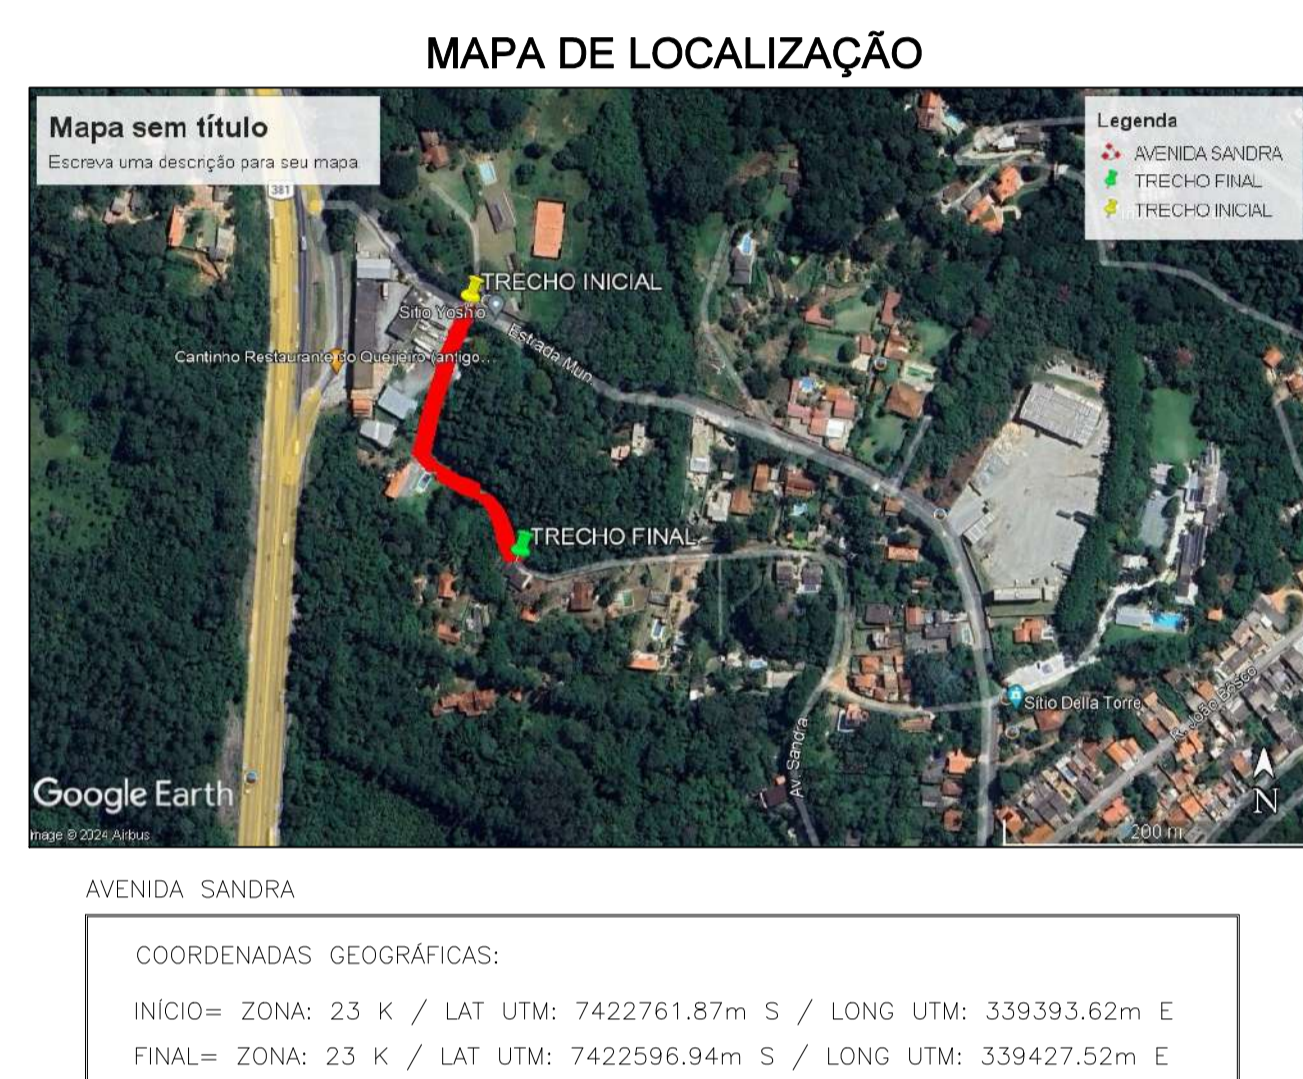 MAPA DE LOCALIZAÇÃO
Mapa sem título
Escreva uma descrição para seu mapa.
Legenda
AVENIDA SANDRA
TRECHO FINAL
TRECHO INICIAL
381
TRECHO INICIAL
Sitio Yoshio
Estrada Mun.
Cantinho Restaurante do Queijeiro (antigo...
TRECHO FINAL
Sítio Della Torre
R. João Bosco
Av. Sandra
Google Earth
Image © 2024 Airbus
N
200 m
AVENIDA SANDRA
COORDENADAS GEOGRÁFICAS:
INÍCIO= ZONA: 23 K / LAT UTM: 7422761.87m S / LONG UTM: 339393.62m E
FINAL= ZONA: 23 K / LAT UTM: 7422596.94m S / LONG UTM: 339427.52m E